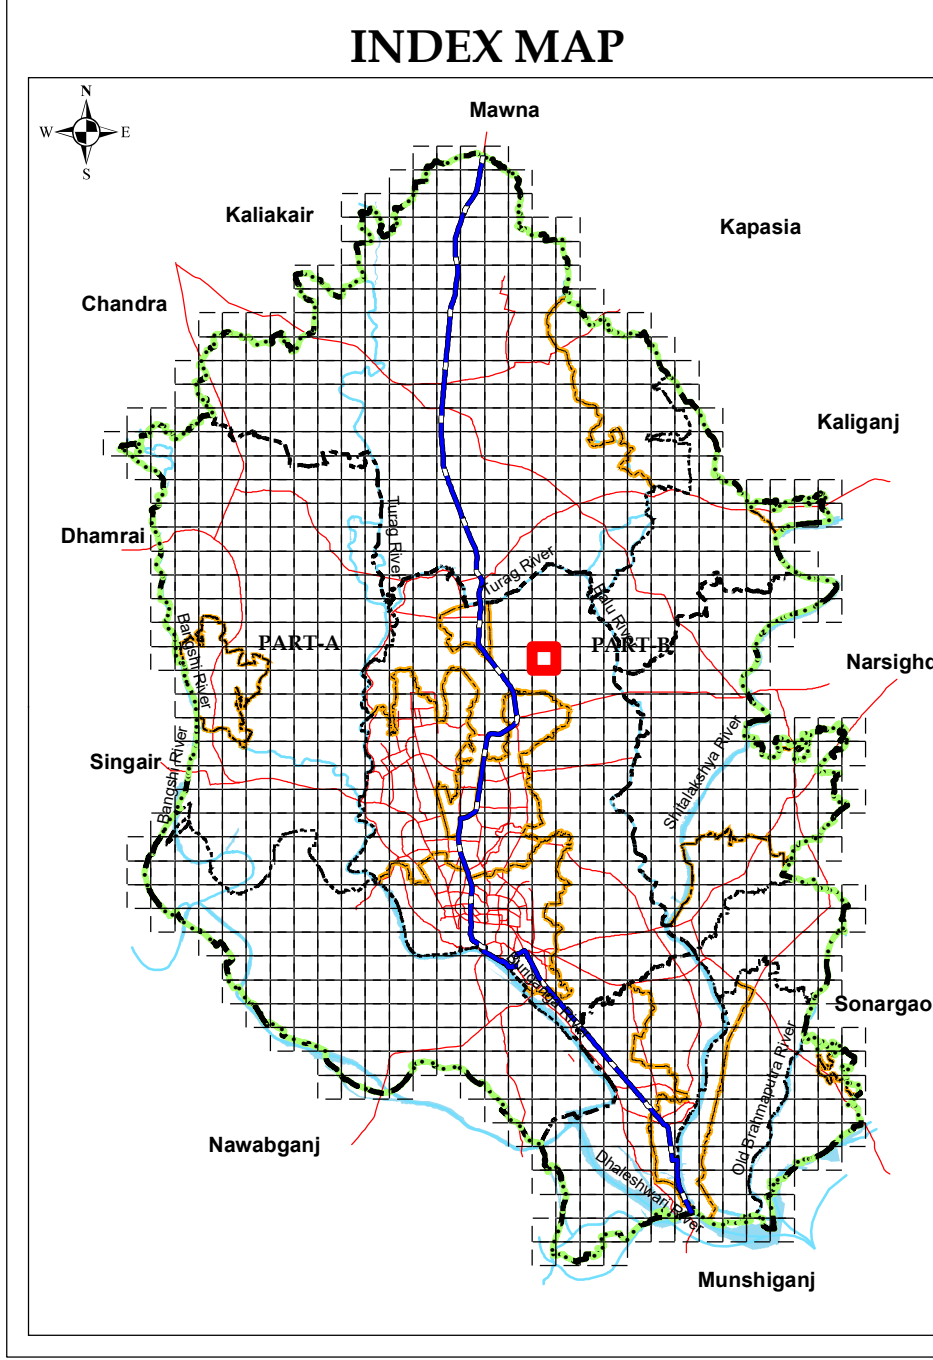 INDEX MAP
N
W E
S
Mawna
Kaliakair
Kapasia
Chandra
Kaliganj
Dhamrai
Turag River
Turag River
Balu River
PART-A
PART-B
Bangshi River
Narsighd
Singair
Bangshi River
Shitalakshya River
Buriganga River
Sonargao
Old Brahmaputra River
Nawabganj
Dhaleshwari River
Munshiganj